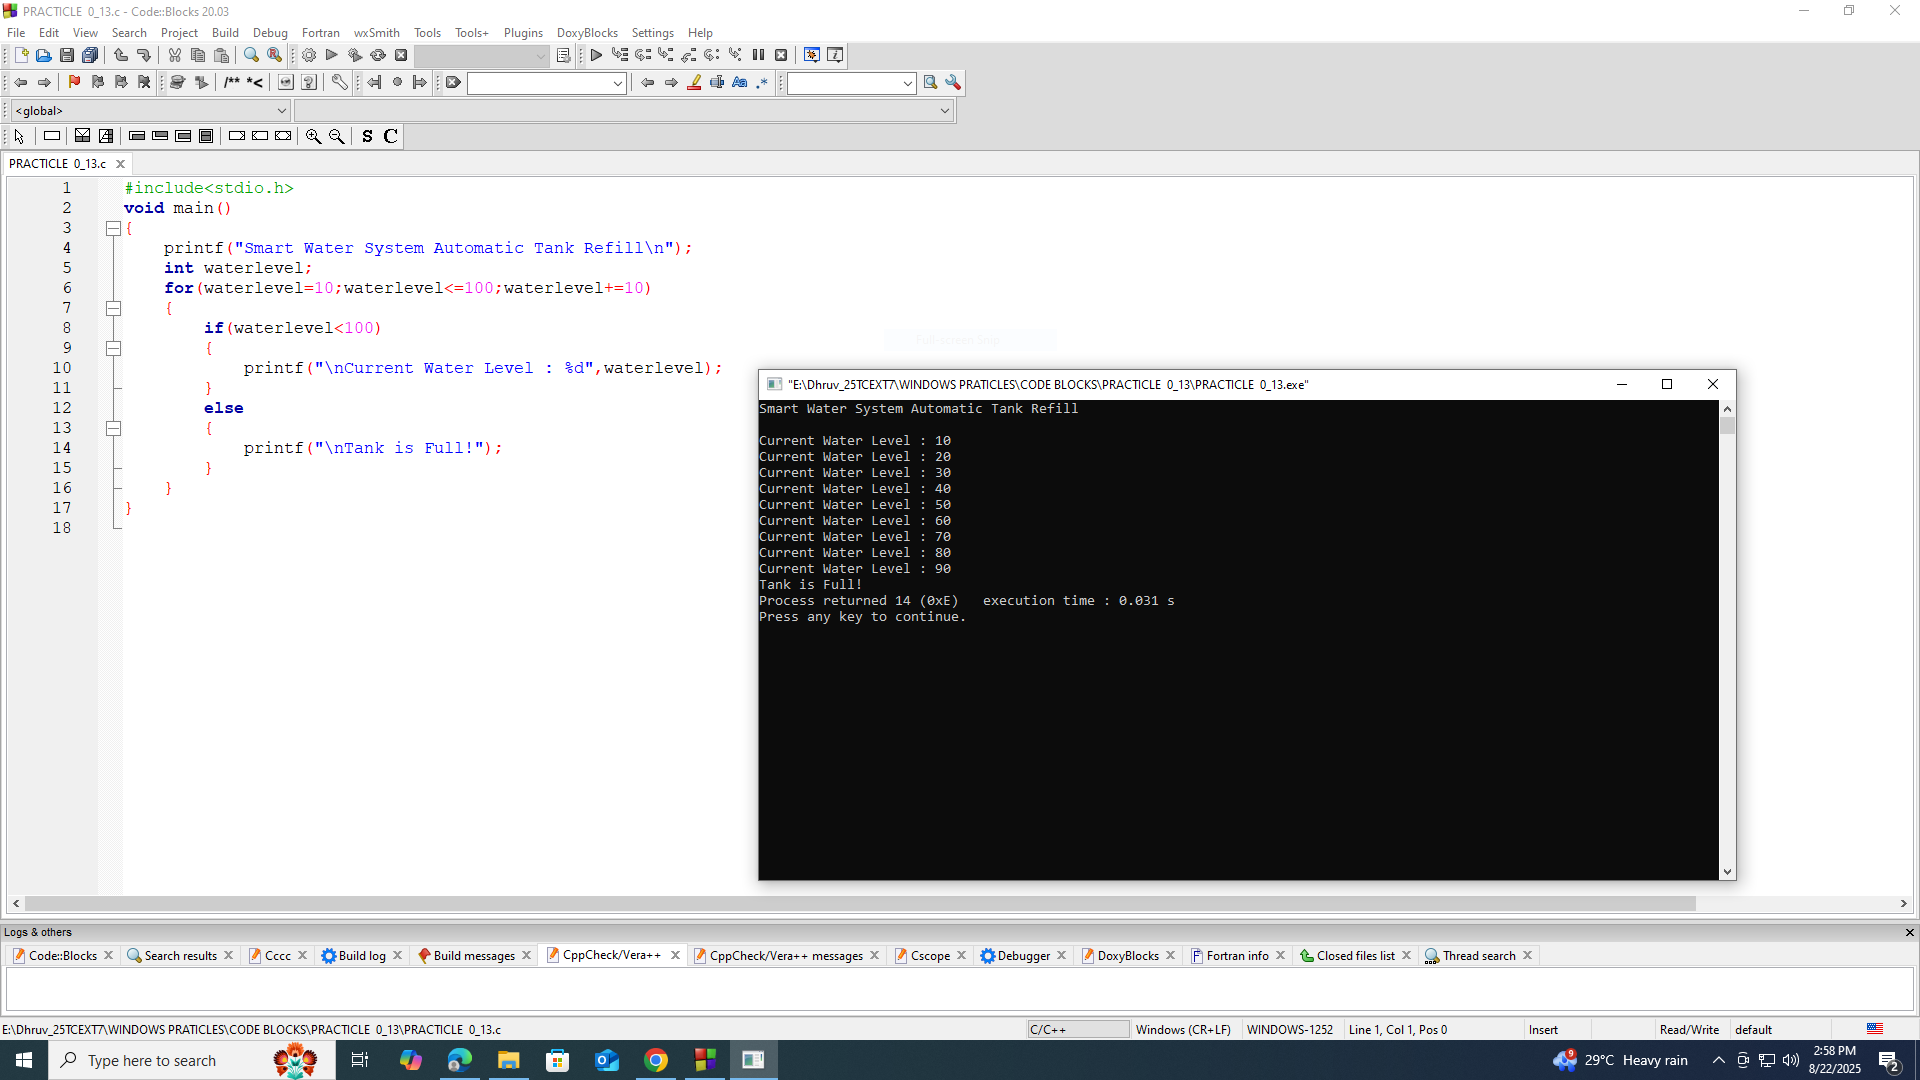 PRACTICLE 0_13.c - Code::Blocks 20.03
File Edit View Search Project Build Debug Fortran wxSmith Tools Tools+ Plugins DoxyBlocks Settings Help
/** *<
Aa .*
<global>
S C
PRACTICLE 0_13.c
1 #include<stdio.h>
2 void main()
3 {
4 printf("Smart Water System Automatic Tank Refill\n");
5 int waterlevel;
6 for(waterlevel=10;waterlevel<=100;waterlevel+=10)
7 {
8 if(waterlevel<100)
9 {
10 printf("\nCurrent Water Level : %d",waterlevel);
11 }
12 else
13 {
14 printf("\nTank is Full!");
15 }
16 }
17 }
18
"E:\Dhruv_25TCEXT7\WINDOWS PRATICLES\CODE BLOCKS\PRACTICLE 0_13\PRACTICLE 0_13.exe"
Smart Water System Automatic Tank Refill
Current Water Level : 10
Current Water Level : 20
Current Water Level : 30
Current Water Level : 40
Current Water Level : 50
Current Water Level : 60
Current Water Level : 70
Current Water Level : 80
Current Water Level : 90
Tank is Full!
Process returned 14 (0xE) execution time : 0.031 s
Press any key to continue.
Logs & others
Code::Blocks Search results Cccc Build log Build messages CppCheck/Vera++ CppCheck/Vera++ messages Cscope Debugger DoxyBlocks Fortran info Closed files list Thread search
E:\Dhruv_25TCEXT7\WINDOWS PRATICLES\CODE BLOCKS\PRACTICLE 0_13\PRACTICLE 0_13.c C/C++ Windows (CR+LF) WINDOWS-1252 Line 1, Col 1, Pos 0 Insert Read/Write default
Type here to search 9 29°C Heavy rain 2:58 PM
8/22/2025 2